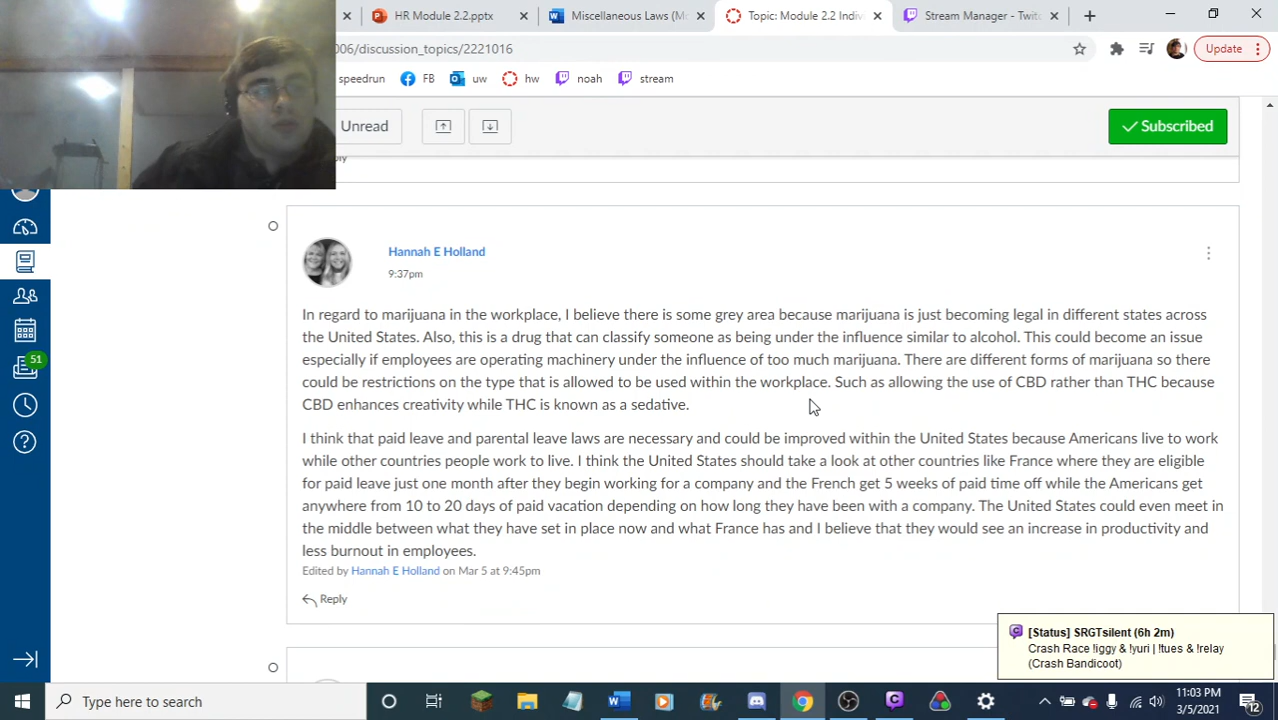 HR Module 2.2.pptx
Miscellaneous Laws (M
Topic: Module 2.2 Indiv
Stream Manager - Twitc
006/discussion_topics/2221016
Update
speedrun
FB
uw
hw
noah
stream
Unread
Subscribed
Hannah E Holland
9:37pm
In regard to marijuana in the workplace, I believe there is some grey area because marijuana is just becoming legal in different states across
the United States. Also, this is a drug that can classify someone as being under the influence similar to alcohol. This could become an issue
especially if employees are operating machinery under the influence of too much marijuana. There are different forms of marijuana so there
could be restrictions on the type that is allowed to be used within the workplace. Such as allowing the use of CBD rather than THC because
CBD enhances creativity while THC is known as a sedative.
I think that paid leave and parental leave laws are necessary and could be improved within the United States because Americans live to work
while other countries people work to live. I think the United States should take a look at other countries like France where they are eligible
for paid leave just one month after they begin working for a company and the French get 5 weeks of paid time off while the Americans get
anywhere from 10 to 20 days of paid vacation depending on how long they have been with a company. The United States could even meet in
the middle between what they have set in place now and what France has and I believe that they would see an increase in productivity and
less burnout in employees.
Edited by Hannah E Holland on Mar 5 at 9:45pm
Reply
51
[Status] SRGTsilent (6h 2m)
Crash Race !iggy & !yuri | !tues & !relay
(Crash Bandicoot)
Type here to search
11:03 PM
3/5/2021
12